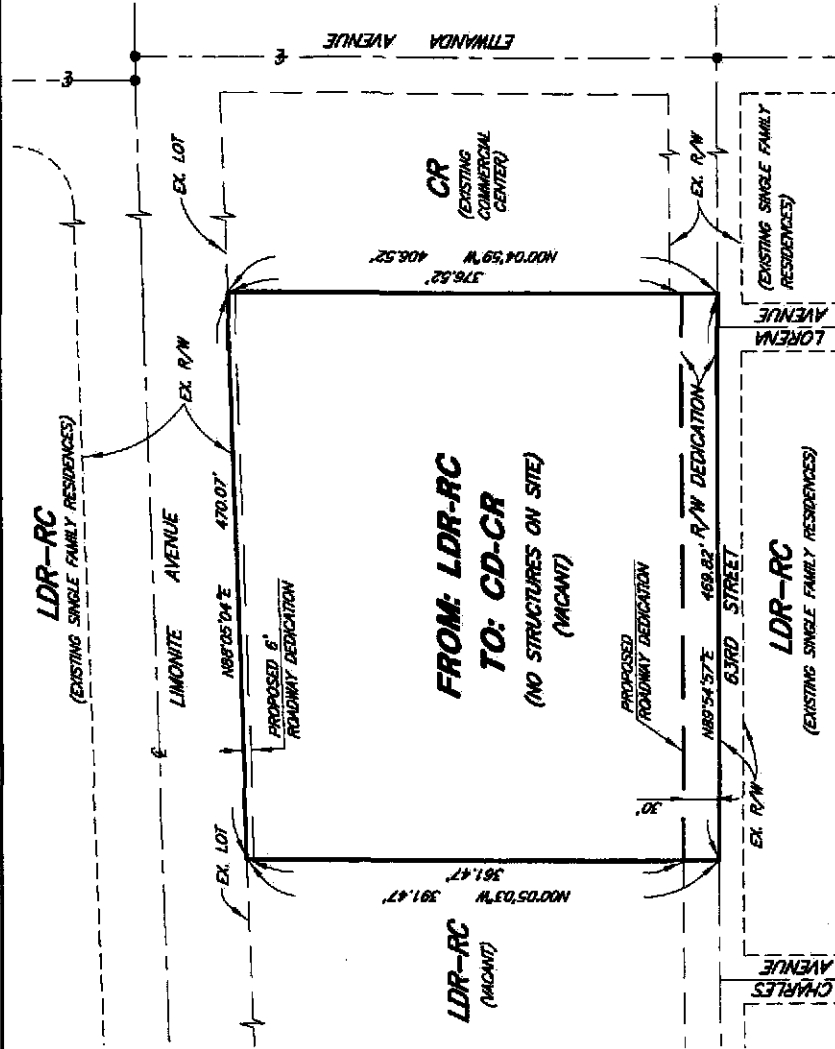 ETIWANDA AVENUE
LDR-RC
(EXISTING SINGLE FAMILY RESIDENCES)
EX. LOT
CR
(EXISTING
COMMERCIAL
CENTER)
EX. R/W
LIMONITE AVENUE
EX. R/W
N88°05'04"E 470.07'
N00°04'59"W 406.52'
376.52'
(EXISTING SINGLE FAMILY
RESIDENCES)
LORENA
AVENUE
PROPOSED 6'
ROADWAY DEDICATION
FROM: LDR-RC
TO: CD-CR
(NO STRUCTURES ON SITE)
(VACANT)
PROPOSED
ROADWAY DEDICATION
R/W DEDICATION
N89°54'57"E 469.82'
63RD STREET
30'
EX. R/W
LDR-RC
(EXISTING SINGLE FAMILY RESIDENCES)
EX. LOT
361.47'
N00°05'03"W 391.47'
LDR-RC
(VACANT)
CHARLES
AVENUE